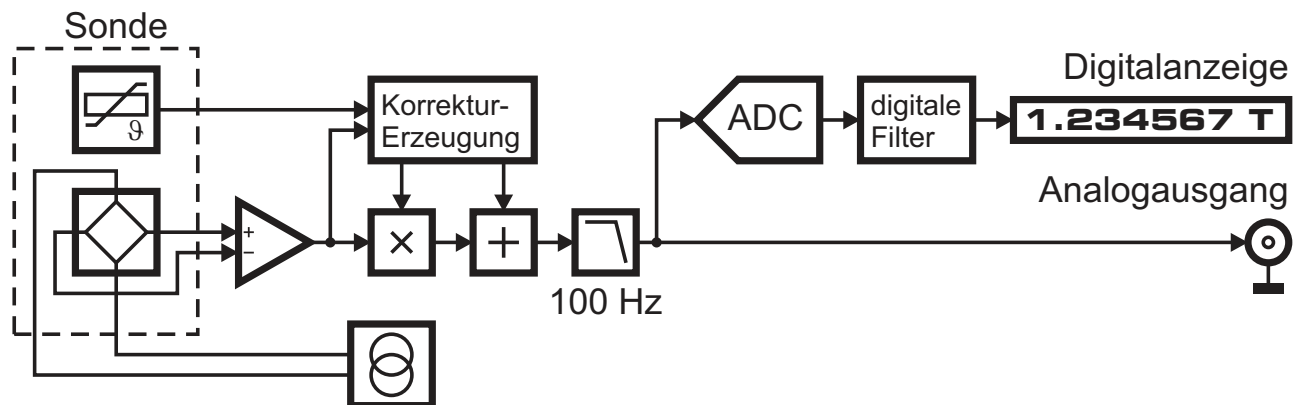 Sonde
ϑ
Korrektur-
Erzeugung
ADC
digitale
Filter
Digitalanzeige
1.234567 T
Analogausgang
+
−
×
+
100 Hz